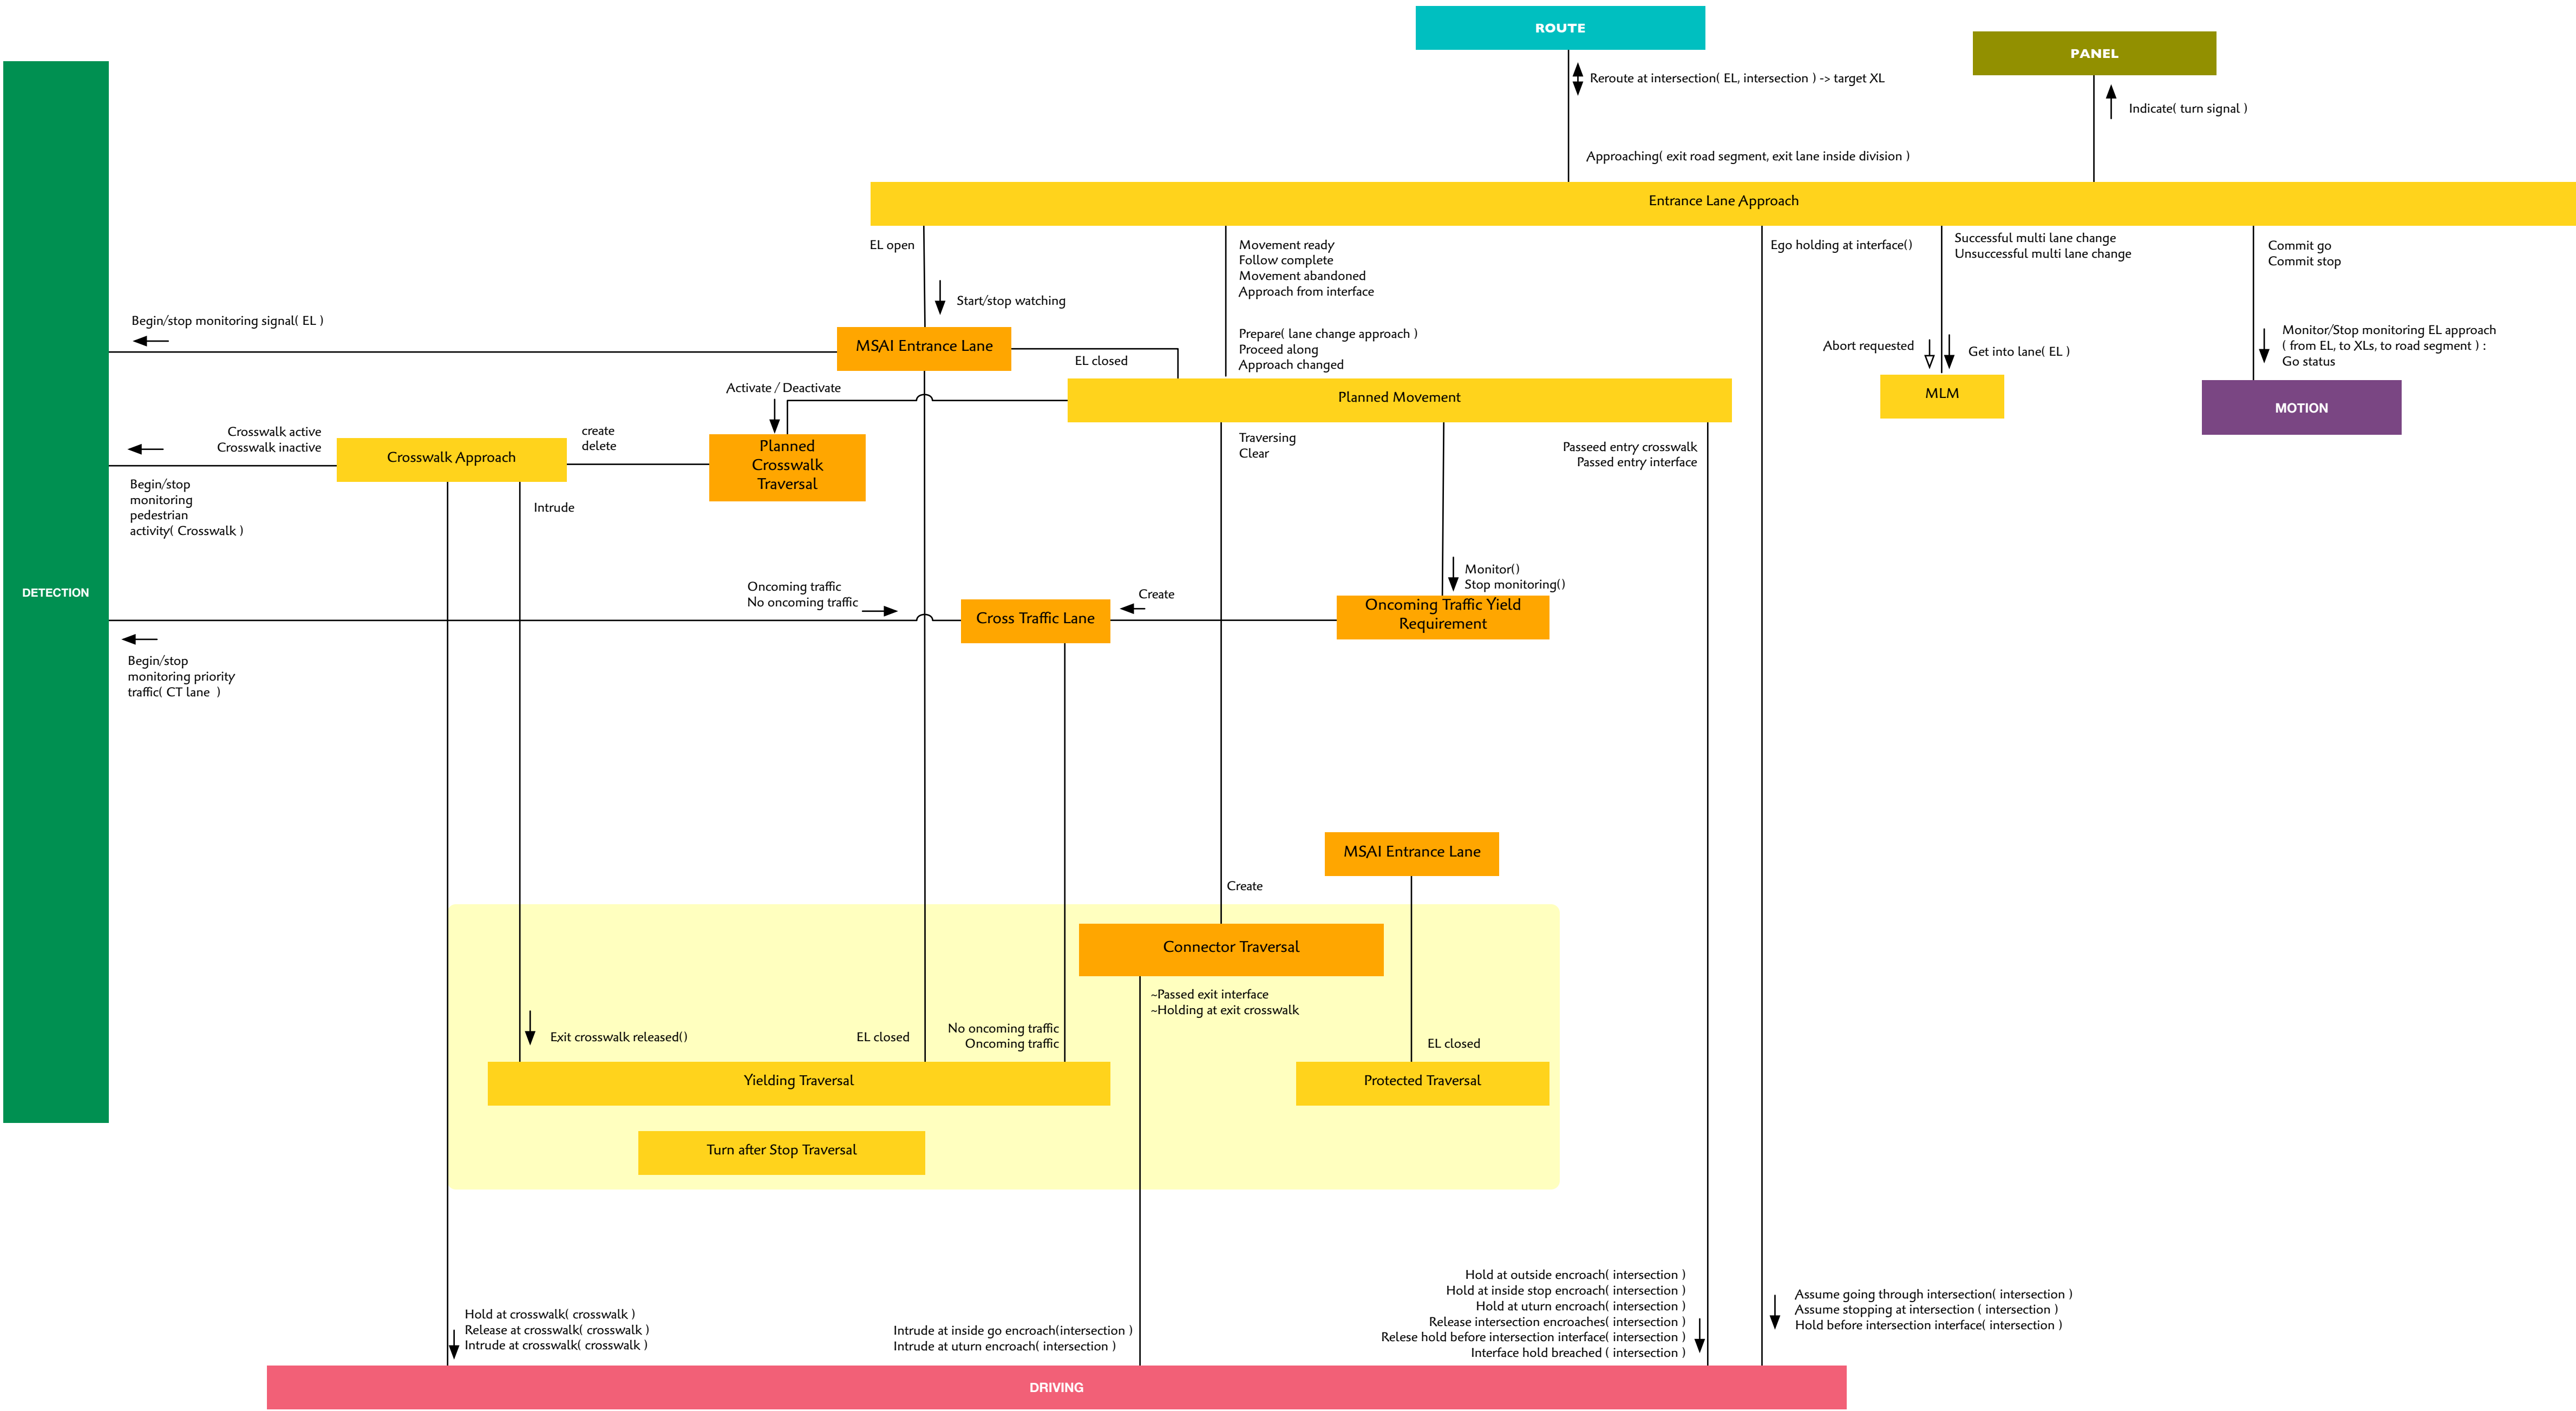 ROUTE
PANEL
Reroute at intersection( EL, intersection ) -> target XL
Indicate( turn signal )
Approaching( exit road segment, exit lane inside division )
Entrance Lane Approach
EL open
Start/stop watching
Movement ready
Follow complete
Movement abandoned
Approach from interface
Ego holding at interface()
Successful multi lane change
Unsuccessful multi lane change
Commit go
Commit stop
Begin/stop monitoring signal( EL )
MSAI Entrance Lane
EL closed
Prepare( lane change approach )
Proceed along
Approach changed
Abort requested
Get into lane( EL )
Monitor/Stop monitoring EL approach
( from EL, to XLs, to road segment ) :
Go status
Activate / Deactivate
Planned Movement
MLM
MOTION
Crosswalk active
Crosswalk inactive
Crosswalk Approach
create
delete
Planned
Crosswalk
Traversal
Traversing
Clear
Passeed entry crosswalk
Passed entry interface
Begin/stop
monitoring
pedestrian
activity( Crosswalk )
Intrude
DETECTION
Oncoming traffic
No oncoming traffic
Cross Traffic Lane
Create
Monitor()
Stop monitoring()
Oncoming Traffic Yield
Requirement
Begin/stop
monitoring priority
traffic( CT lane  )
MSAI Entrance Lane
Create
Connector Traversal
~Passed exit interface
~Holding at exit crosswalk
Exit crosswalk released()
EL closed
No oncoming traffic
Oncoming traffic
EL closed
Yielding Traversal
Protected Traversal
Turn after Stop Traversal
Hold at crosswalk( crosswalk )
Release at crosswalk( crosswalk )
Intrude at crosswalk( crosswalk )
Intrude at inside go encroach(intersection )
Intrude at uturn encroach( intersection )
Hold at outside encroach( intersection )
Hold at inside stop encroach( intersection )
Hold at uturn encroach( intersection )
Release intersection encroaches( intersection )
Relese hold before intersection interface( intersection )
Interface hold breached ( intersection )
Assume going through intersection( intersection )
Assume stopping at intersection ( intersection )
Hold before intersection interface( intersection )
DRIVING